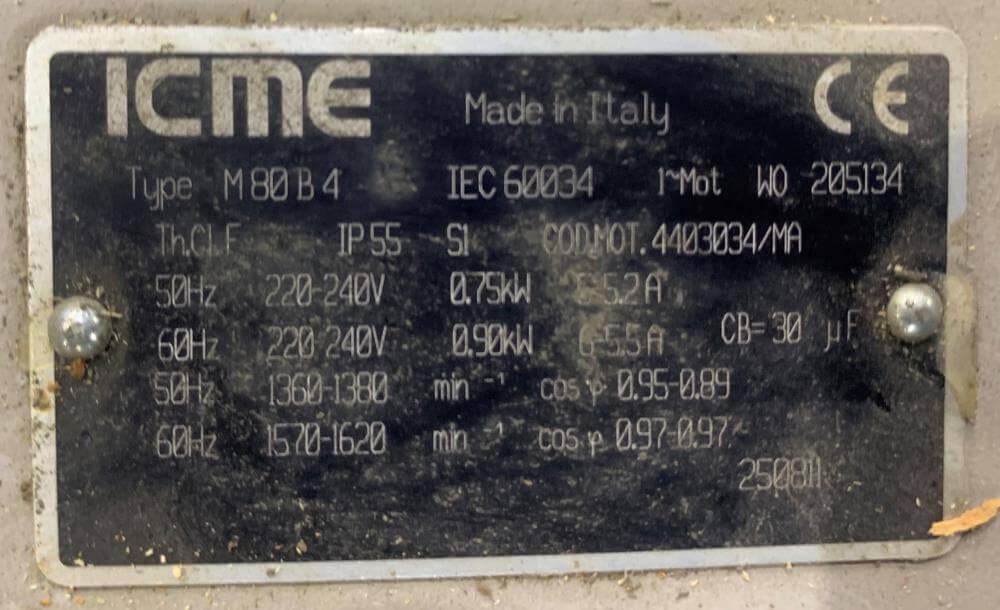 ICME Made in Italy CE
Type M 80 B 4 IEC 60034 1~Mot WO 205134
Th.Cl. F IP 55 S1 COD.MOT. 4403034/MA
50Hz 220-240V 0.75kW 5.2 A
60Hz 220-240V 0.90kW 6-5.5 A CB= 30 µF
50Hz 1360-1380 min ⁻¹ cos φ 0.95-0.89
60Hz 1570-1620 min ⁻¹ cos φ 0.97-0.97
250811